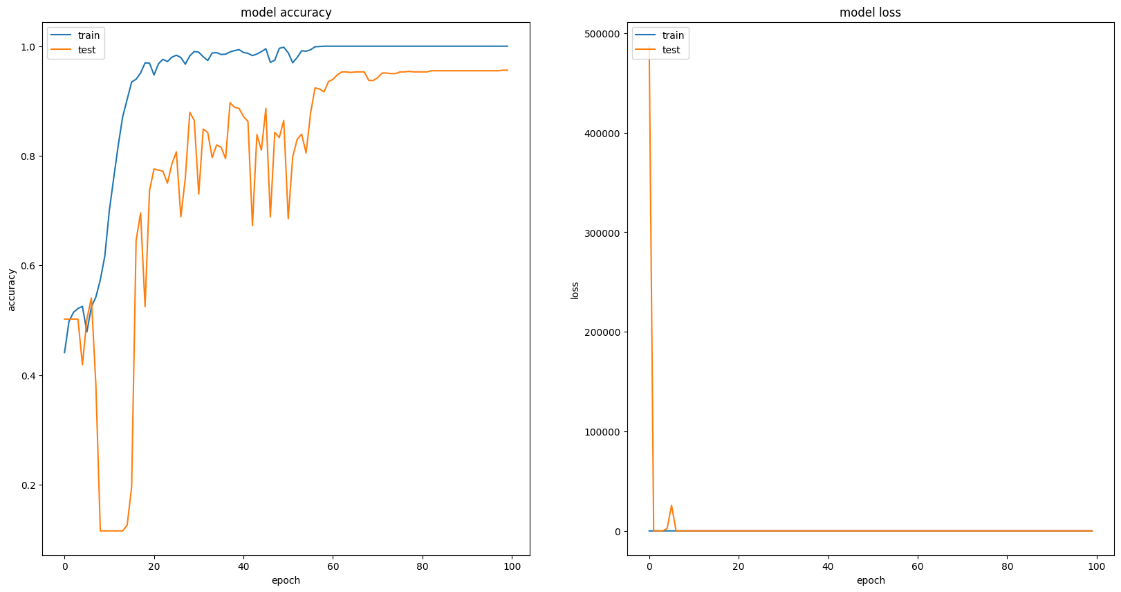 model accuracy
train
test
1.0
0.8
0.6
0.4
0.2
accuracy
0 20 40 60 80 100
epoch
model loss
train
test
500000
400000
300000
200000
100000
0
loss
0 20 40 60 80 100
epoch